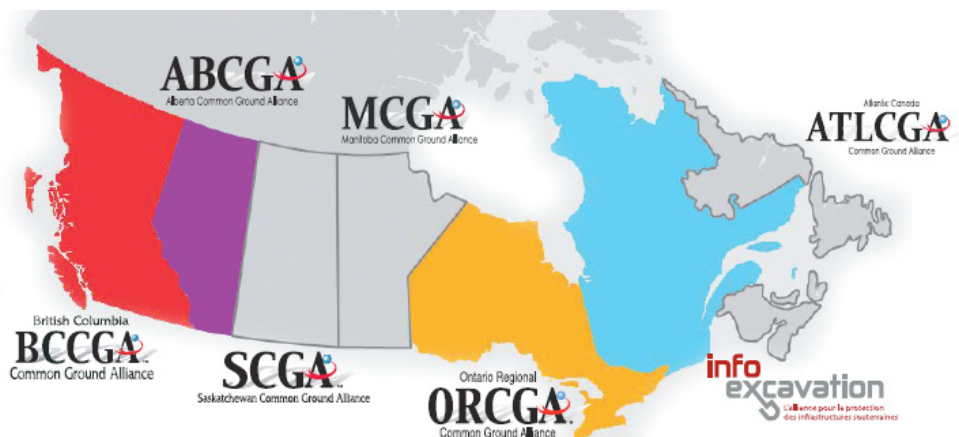 ABCGA
Alberta Common Ground Alliance
MCGA
Manitoba Common Ground Alliance
Atlantic Canada
ATLCGA
Common Ground Alliance
British Columbia
BCCGA
Common Ground Alliance
SCGA
Saskatchewan Common Ground Alliance
Ontario Regional
ORCGA
Common Ground Alliance
info
excavation
L'alliance pour la protection
des infrastructures souterraines